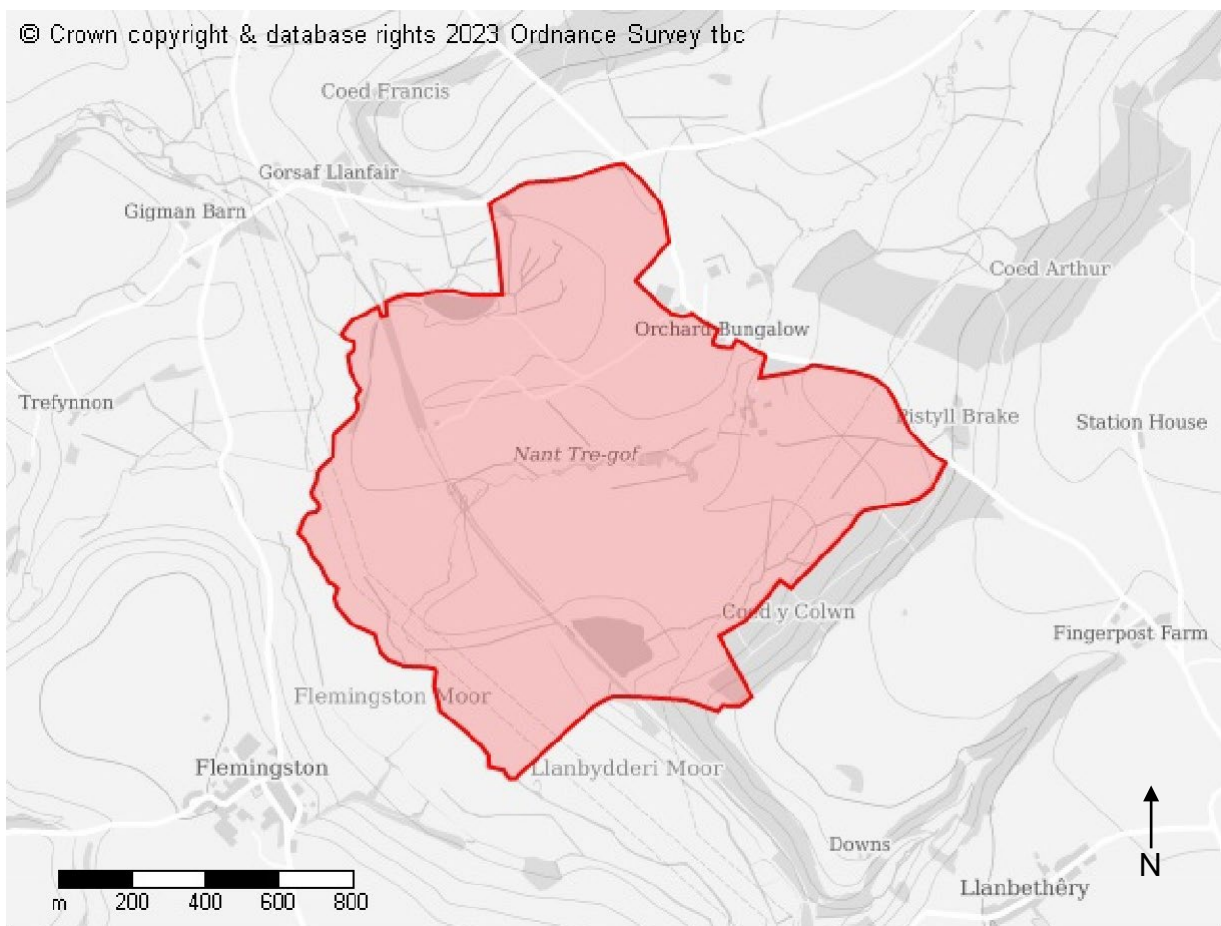 © Crown copyright & database rights 2023 Ordnance Survey tbc
Coed Francis
Gorsaf Llanfair
Gigman Barn
Coed Arthur
Orchard Bungalow
Trefynnon
Pistyll Brake
Station House
Nant Tre-gof
Coed y Colwn
Fingerpost Farm
Flemingston Moor
Flemingston
Llanbydderi Moor
Downs
N
Llanbethêry
m 200 400 600 800